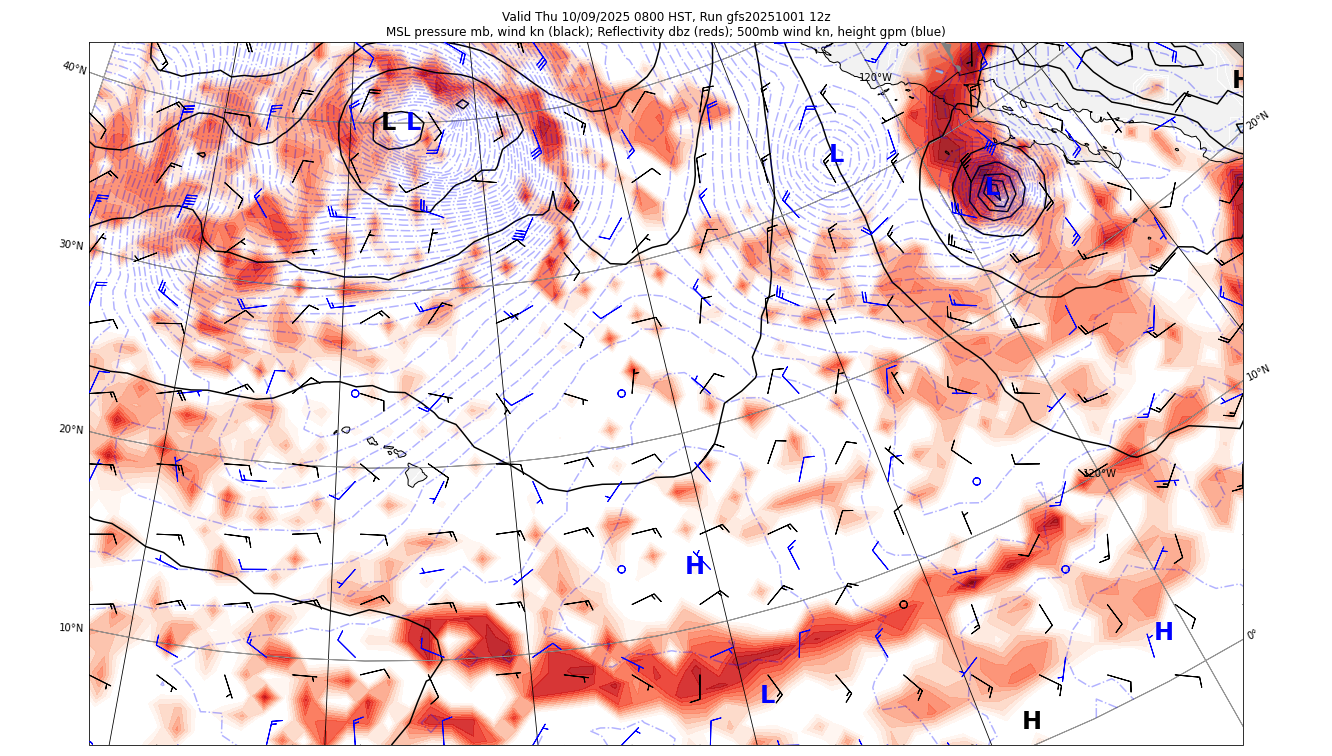 Valid Thu 10/09/2025 0800 HST, Run gfs20251001 12z
MSL pressure mb, wind kn (black); Reflectivity dbz (reds); 500mb wind kn, height gpm (blue)
40°N
120°W
H
20°N
L L
L
L
30°N
10°N
20°N
120°W
H
10°N
H
0°
L
H